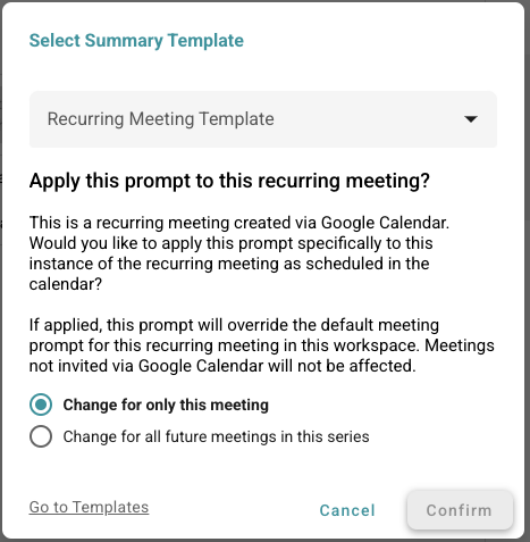 Select Summary Template
Recurring Meeting Template
Apply this prompt to this recurring meeting?
This is a recurring meeting created via Google Calendar.
Would you like to apply this prompt specifically to this
instance of the recurring meeting as scheduled in the
calendar?
If applied, this prompt will override the default meeting
prompt for this recurring meeting in this workspace. Meetings
not invited via Google Calendar will not be affected.
Change for only this meeting
Change for all future meetings in this series
Go to Templates
Cancel
Confirm